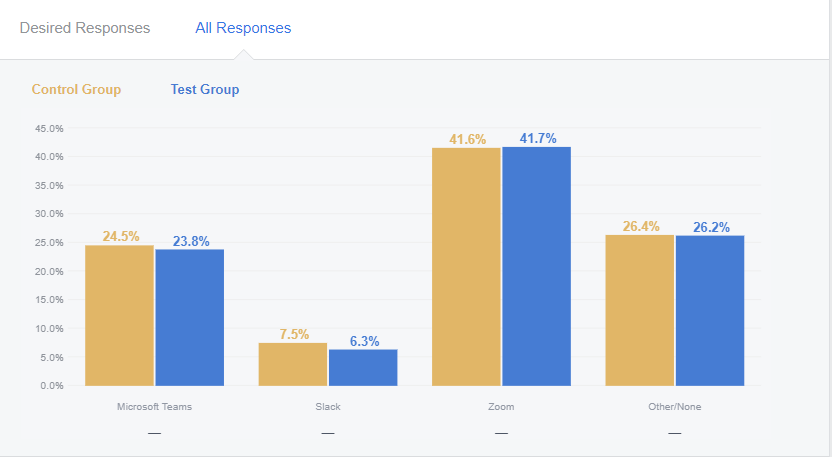 Desired Responses All Responses
Control Group Test Group
45.0%
40.0%
35.0%
30.0%
25.0%
20.0%
15.0%
10.0%
5.0%
0.0%
24.5% 23.8% 7.5% 6.3% 41.6% 41.7% 26.4% 26.2%
Microsoft Teams Slack Zoom Other/None
— — — —